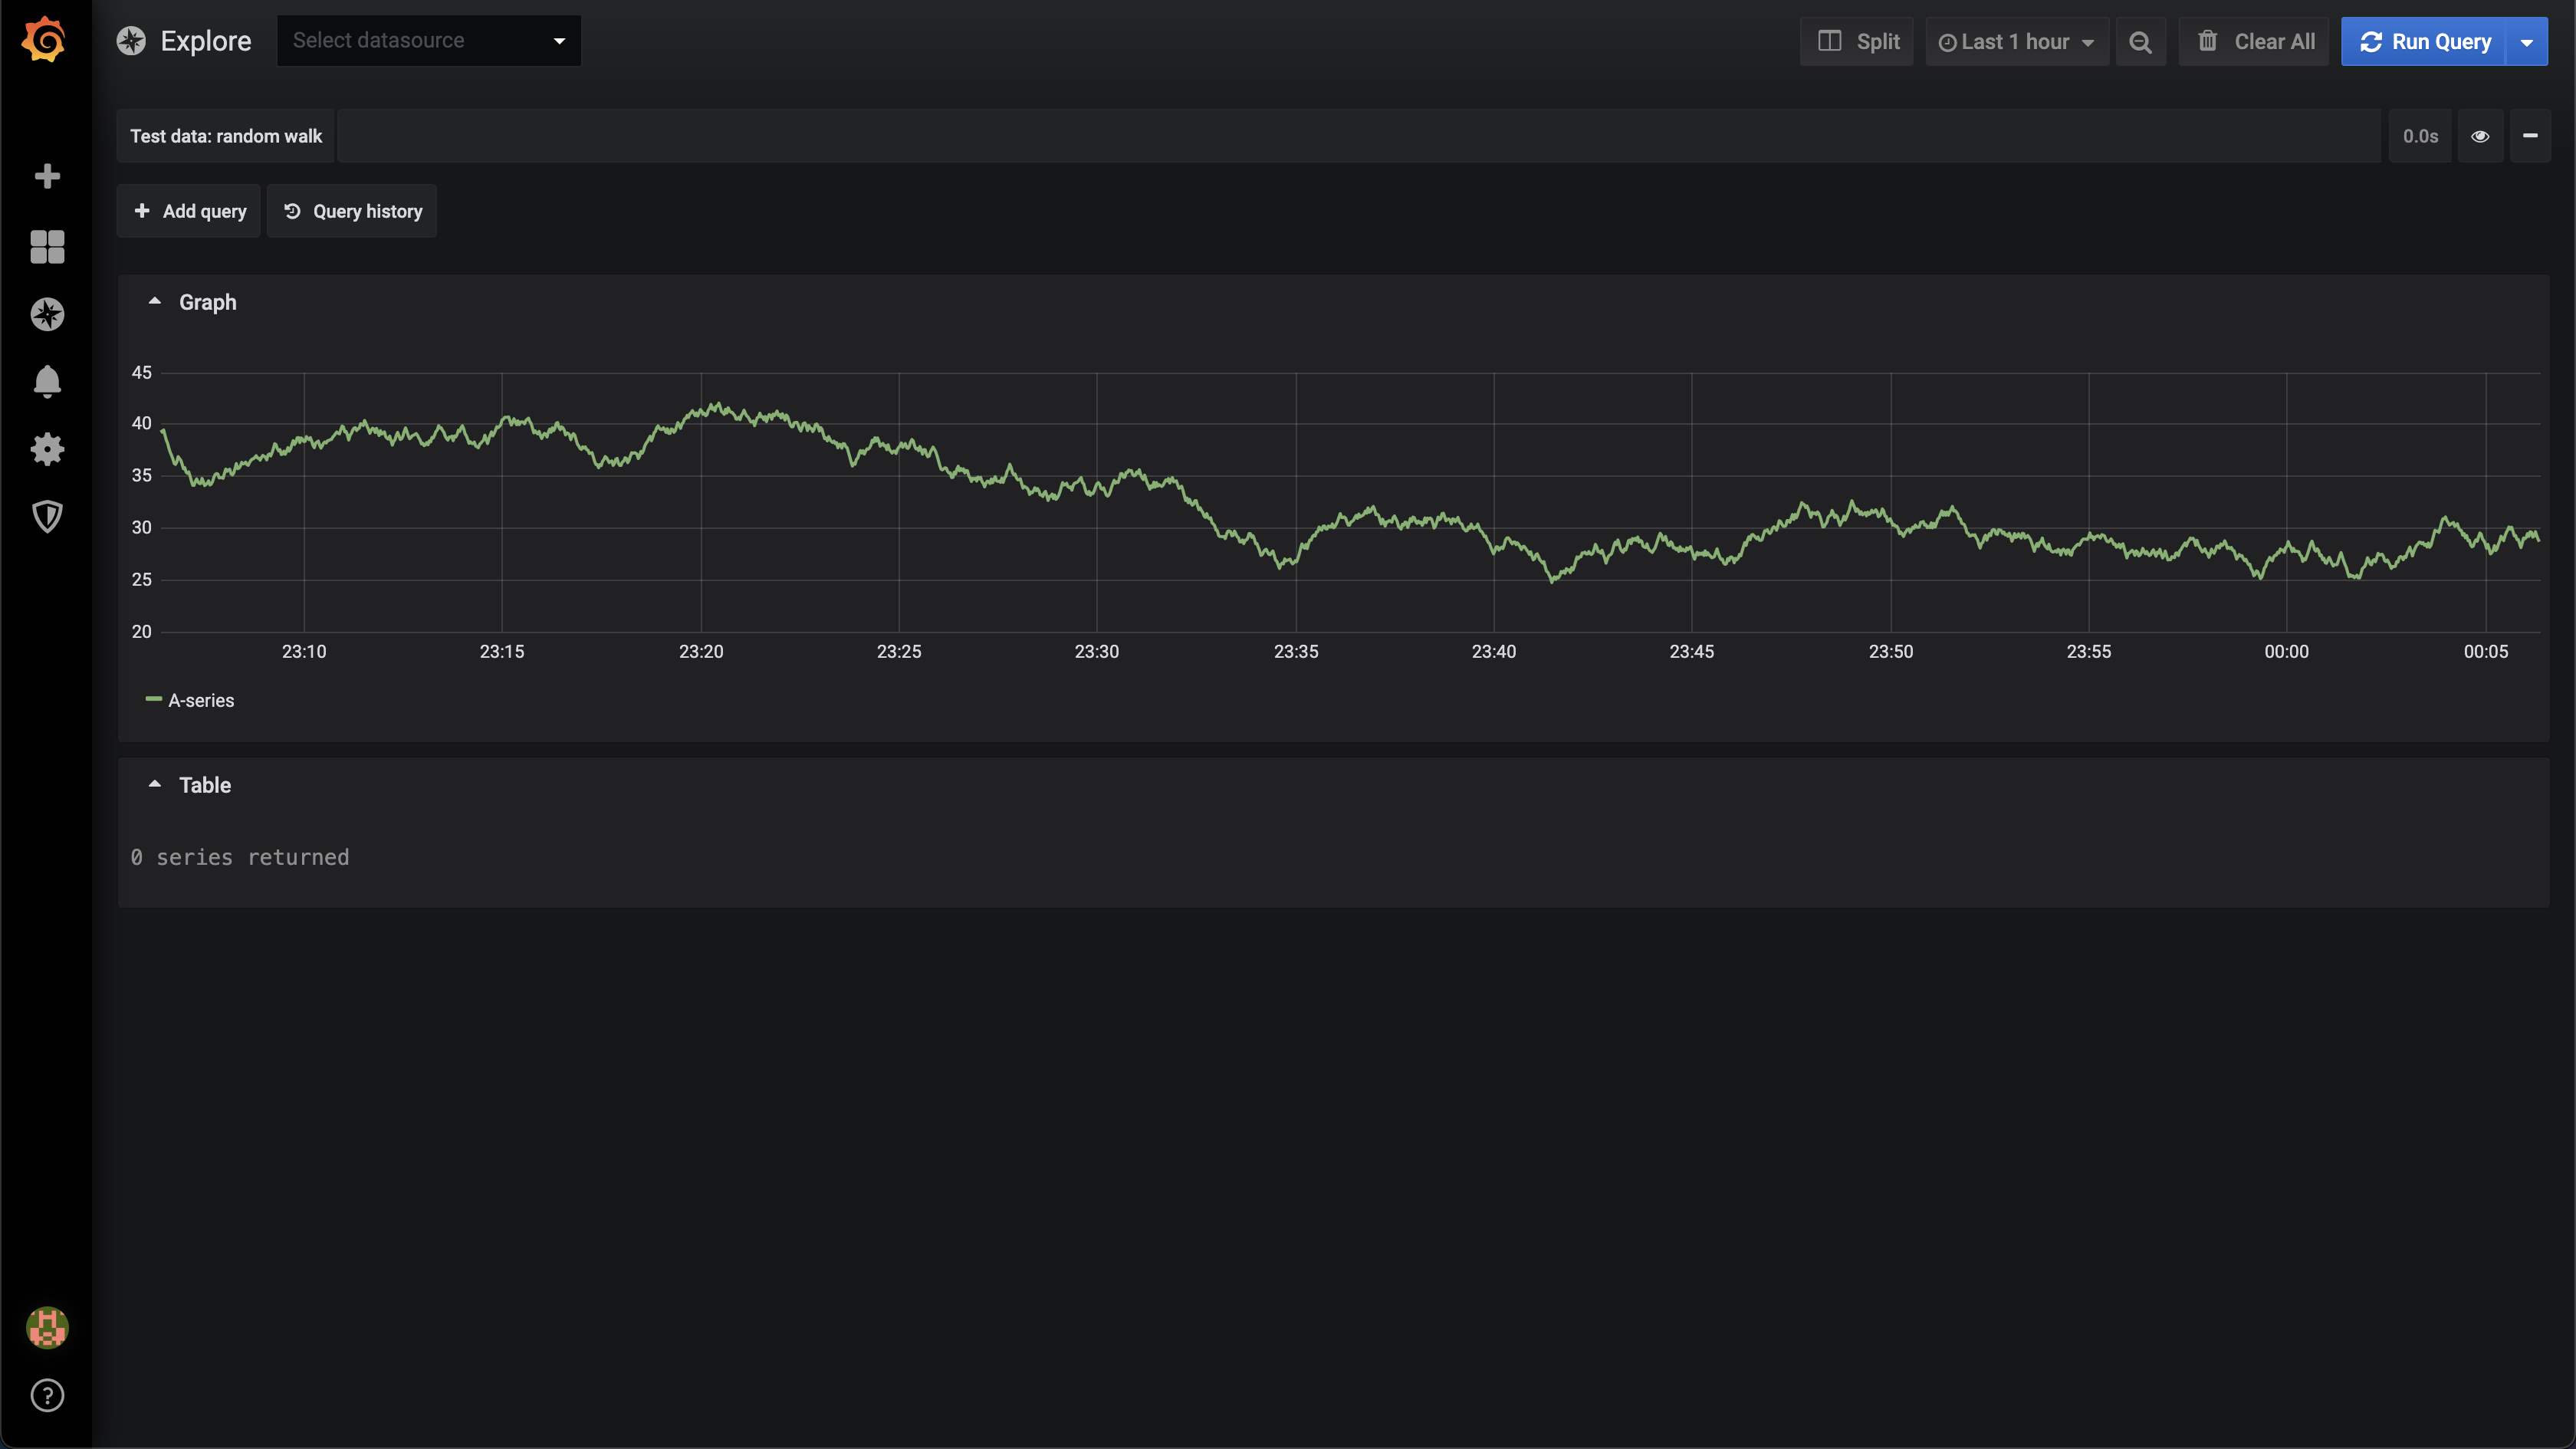 Explore
Select datasource
Split
Last 1 hour
Clear All
Run Query
Test data: random walk
0.0s
Add query
Query history
Graph
45
40
35
30
25
20
23:10
23:15
23:20
23:25
23:30
23:35
23:40
23:45
23:50
23:55
00:00
00:05
A-series
Table
0 series returned